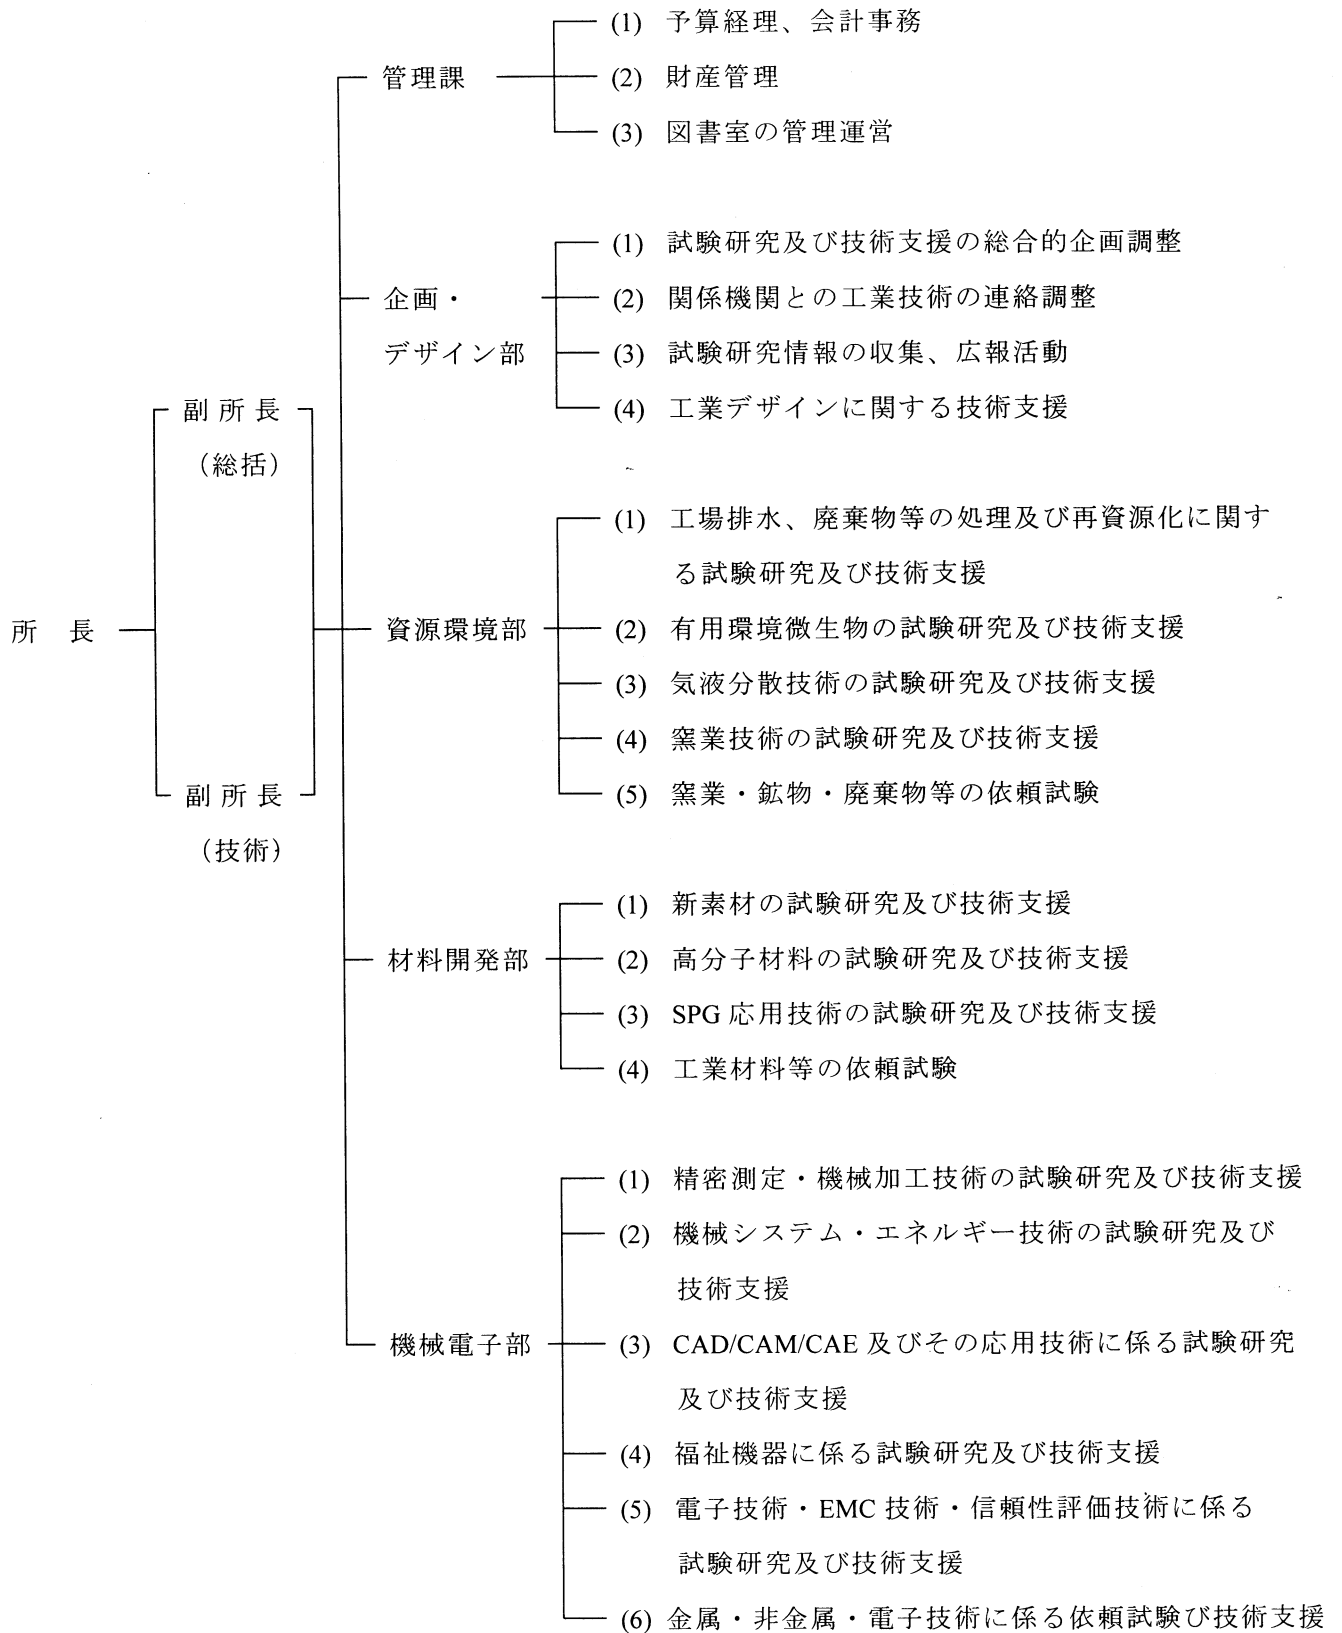 所 長
副所長
（総括）
副所長
（技術）
管理課
(1) 予算経理、会計事務
(2) 財産管理
(3) 図書室の管理運営
企画・
デザイン部
(1) 試験研究及び技術支援の総合的企画調整
(2) 関係機関との工業技術の連絡調整
(3) 試験研究情報の収集、広報活動
(4) 工業デザインに関する技術支援
資源環境部
(1) 工場排水、廃棄物等の処理及び再資源化に関す
る試験研究及び技術支援
(2) 有用環境微生物の試験研究及び技術支援
(3) 気液分散技術の試験研究及び技術支援
(4) 窯業技術の試験研究及び技術支援
(5) 窯業・鉱物・廃棄物等の依頼試験
材料開発部
(1) 新素材の試験研究及び技術支援
(2) 高分子材料の試験研究及び技術支援
(3) SPG 応用技術の試験研究及び技術支援
(4) 工業材料等の依頼試験
機械電子部
(1) 精密測定・機械加工技術の試験研究及び技術支援
(2) 機械システム・エネルギー技術の試験研究及び
技術支援
(3) CAD/CAM/CAE 及びその応用技術に係る試験研究
及び技術支援
(4) 福祉機器に係る試験研究及び技術支援
(5) 電子技術・EMC 技術・信頼性評価技術に係る
試験研究及び技術支援
(6) 金属・非金属・電子技術に係る依頼試験び技術支援